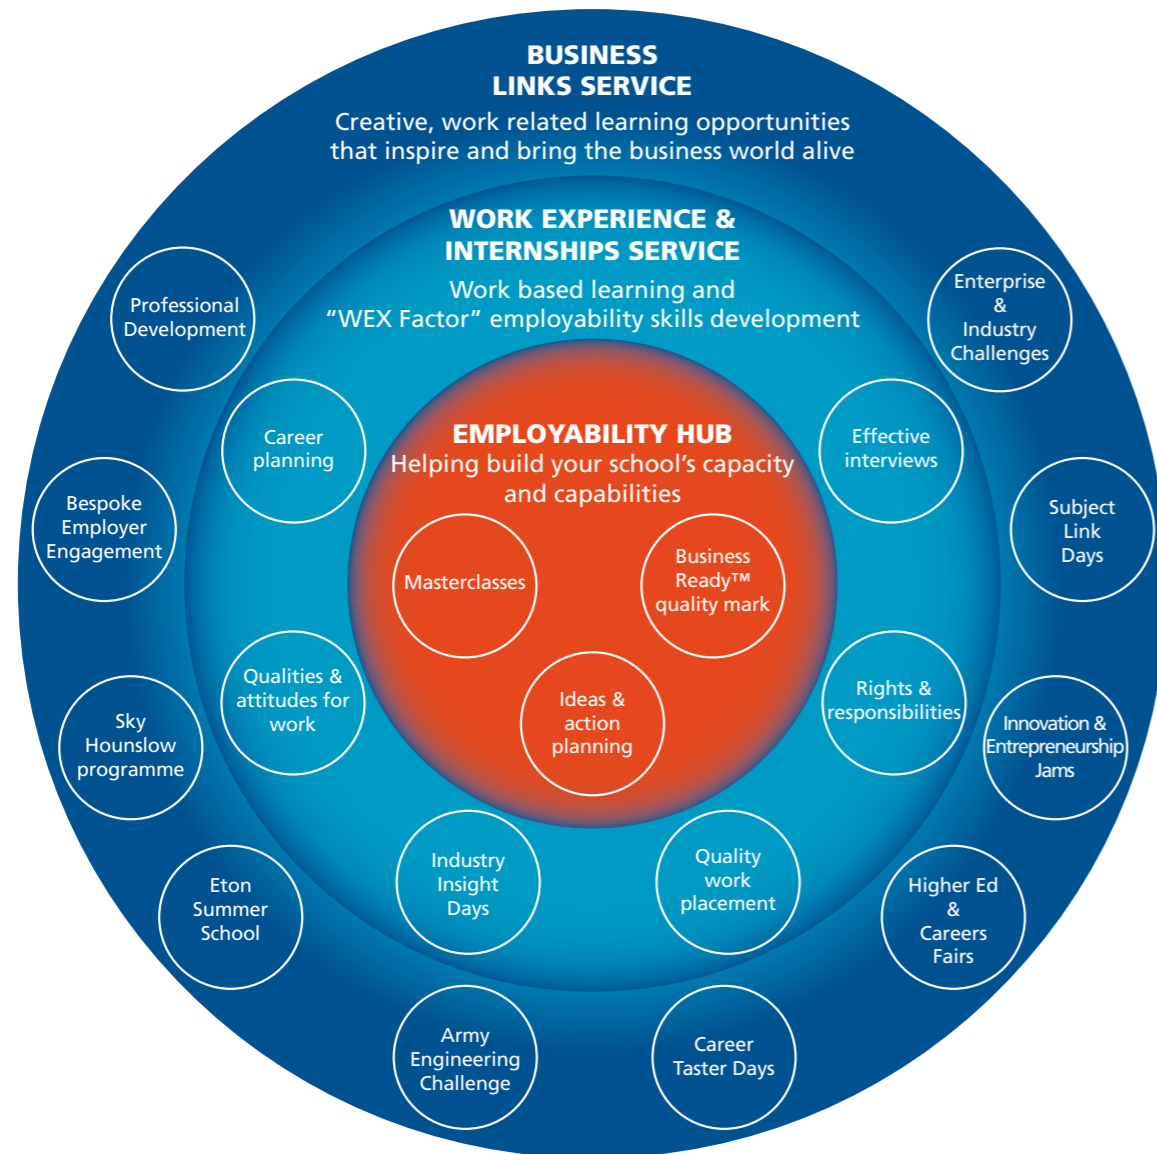 BUSINESS
LINKS SERVICE
Creative, work related learning opportunities
that inspire and bring the business world alive
WORK EXPERIENCE &
INTERNSHIPS SERVICE
Work based learning and
“WEX Factor” employability skills development
EMPLOYABILITY HUB
Helping build your school’s capacity
and capabilities
Masterclasses
Business
Ready™
quality mark
Ideas &
action
planning
Career
planning
Effective
interviews
Qualities &
attitudes for
work
Rights &
responsibilities
Industry
Insight
Days
Quality
work
placement
Professional
Development
Enterprise
&
Industry
Challenges
Bespoke
Employer
Engagement
Subject
Link
Days
Sky
Hounslow
programme
Innovation &
Entrepreneurship
Jams
Eton
Summer
School
Higher Ed
&
Careers
Fairs
Army
Engineering
Challenge
Career
Taster Days